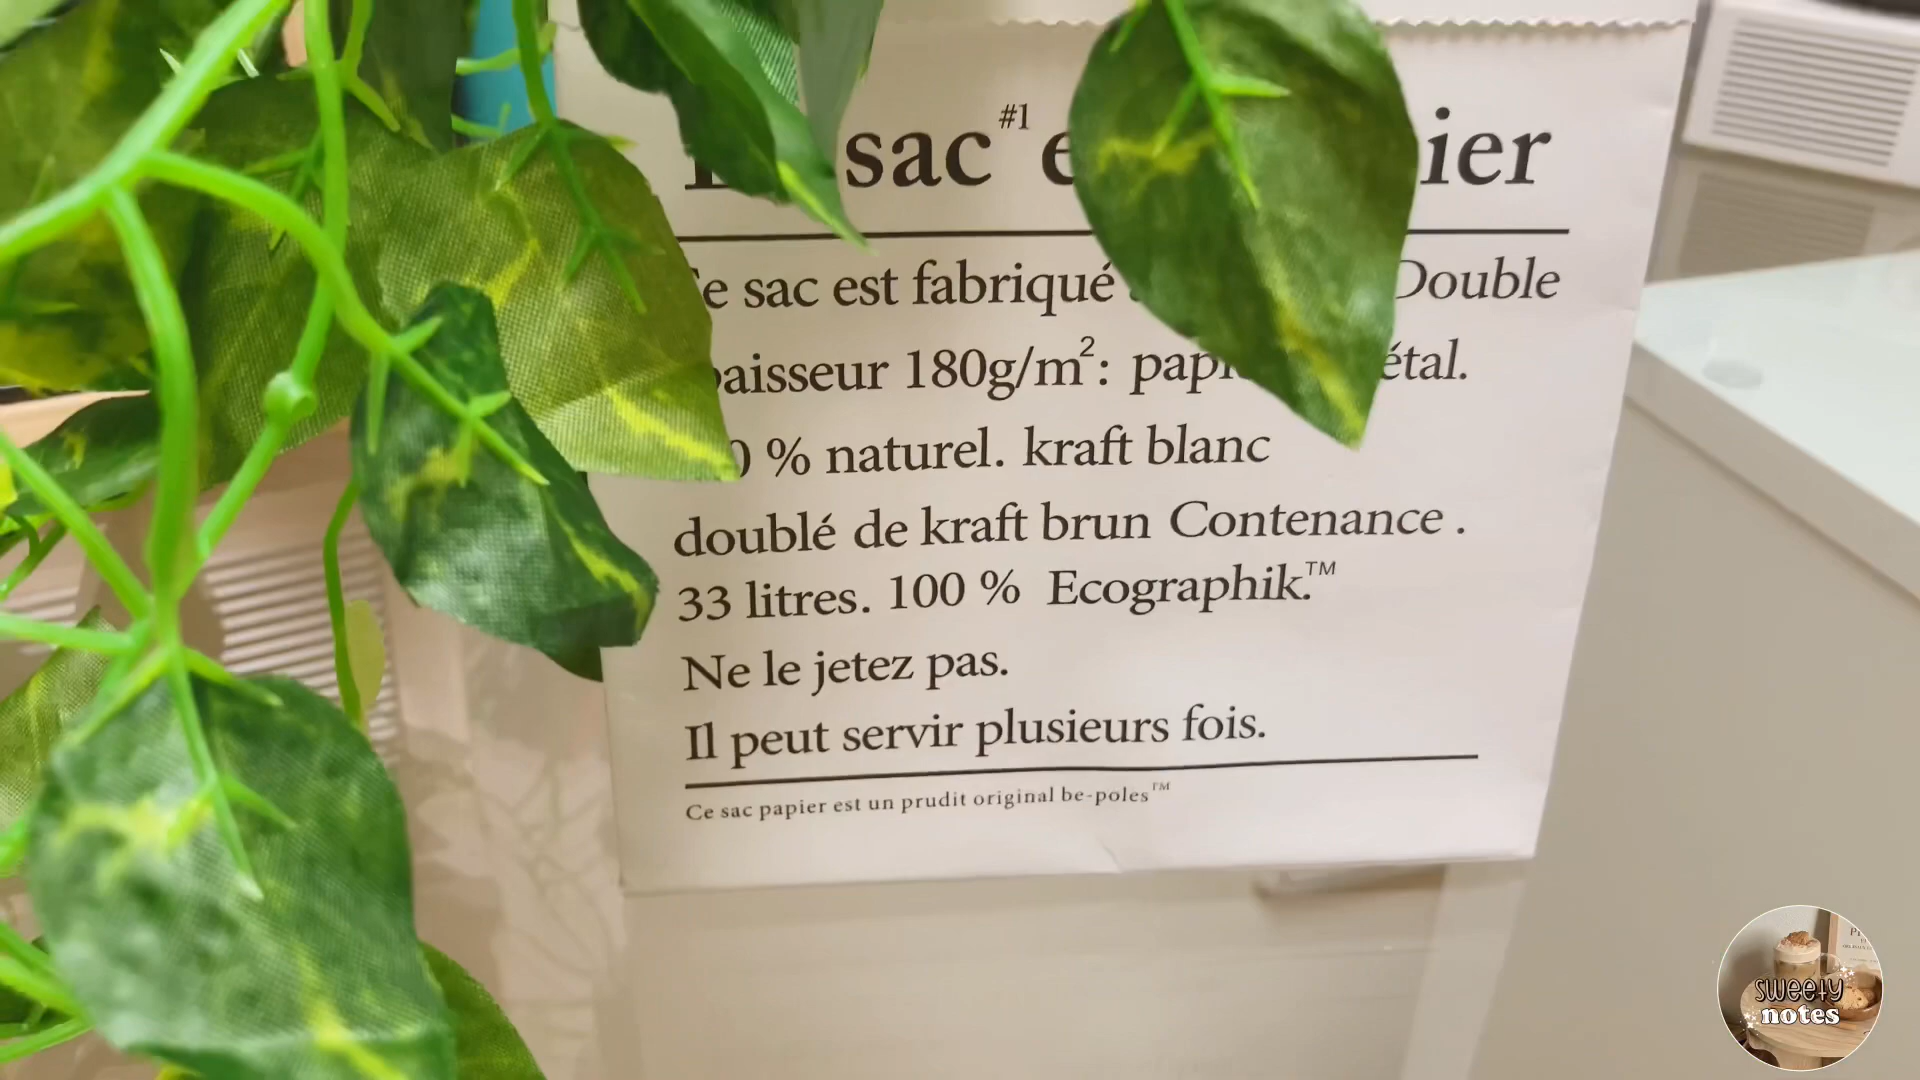 sac #1
e sac est fabriqué Double
paisseur 180g/m²: étal.
0 % naturel. kraft blanc
doublé de kraft brun Contenance .
33 litres. 100 % Ecographik.™
Ne le jetez pas.
Il peut servir plusieurs fois.
Ce sac papier est un prudit original be-poles™
sweety
notes